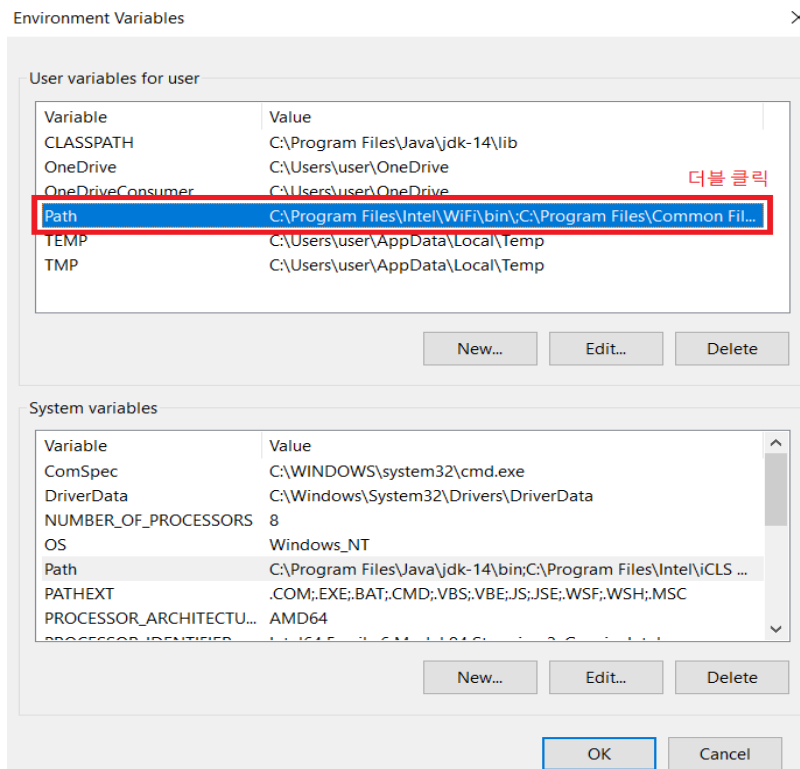 Environment Variables
User variables for user
Variable Value
CLASSPATH C:\Program Files\Java\jdk-14\lib
OneDrive C:\Users\user\OneDrive
더블 클릭
OneDriveConsumer C:\Users\user\OneDrive
Path C:\Program Files\Intel\WiFi\bin\;C:\Program Files\Common Fil...
TEMP C:\Users\user\AppData\Local\Temp
TMP C:\Users\user\AppData\Local\Temp
New... Edit... Delete
System variables
Variable Value
ComSpec C:\WINDOWS\system32\cmd.exe
DriverData C:\Windows\System32\Drivers\DriverData
NUMBER_OF_PROCESSORS 8
OS Windows_NT
Path C:\Program Files\Java\jdk-14\bin;C:\Program Files\Intel\iCLS ...
PATHEXT .COM;.EXE;.BAT;.CMD;.VBS;.VBE;.JS;.JSE;.WSF;.WSH;.MSC
PROCESSOR_ARCHITECTU... AMD64
New... Edit... Delete
OK Cancel